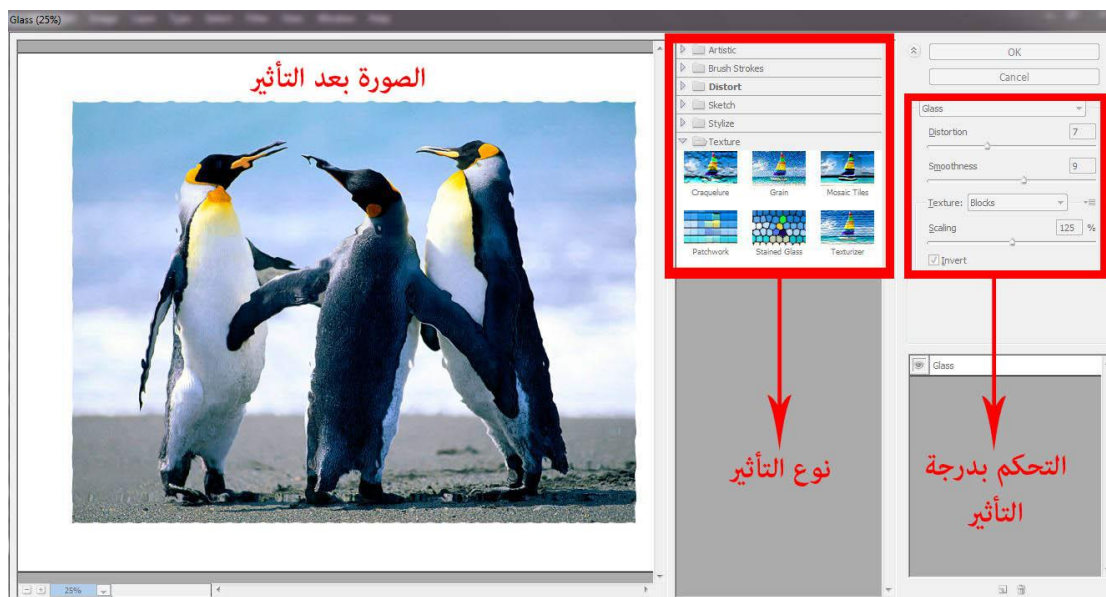 Glass (25%)
الصورة بعد التأثير
25%
Artistic
Brush Strokes
Distort
Sketch
Stylize
Texture
Craquelure
Grain
Mosaic Tiles
Patchwork
Stained Glass
Texturizer
نوع التأثير
OK
Cancel
Glass
Distortion 7
Smoothness 9
Texture: Blocks
Scaling 125 %
Invert
Glass
التحكم بدرجة
التأثير